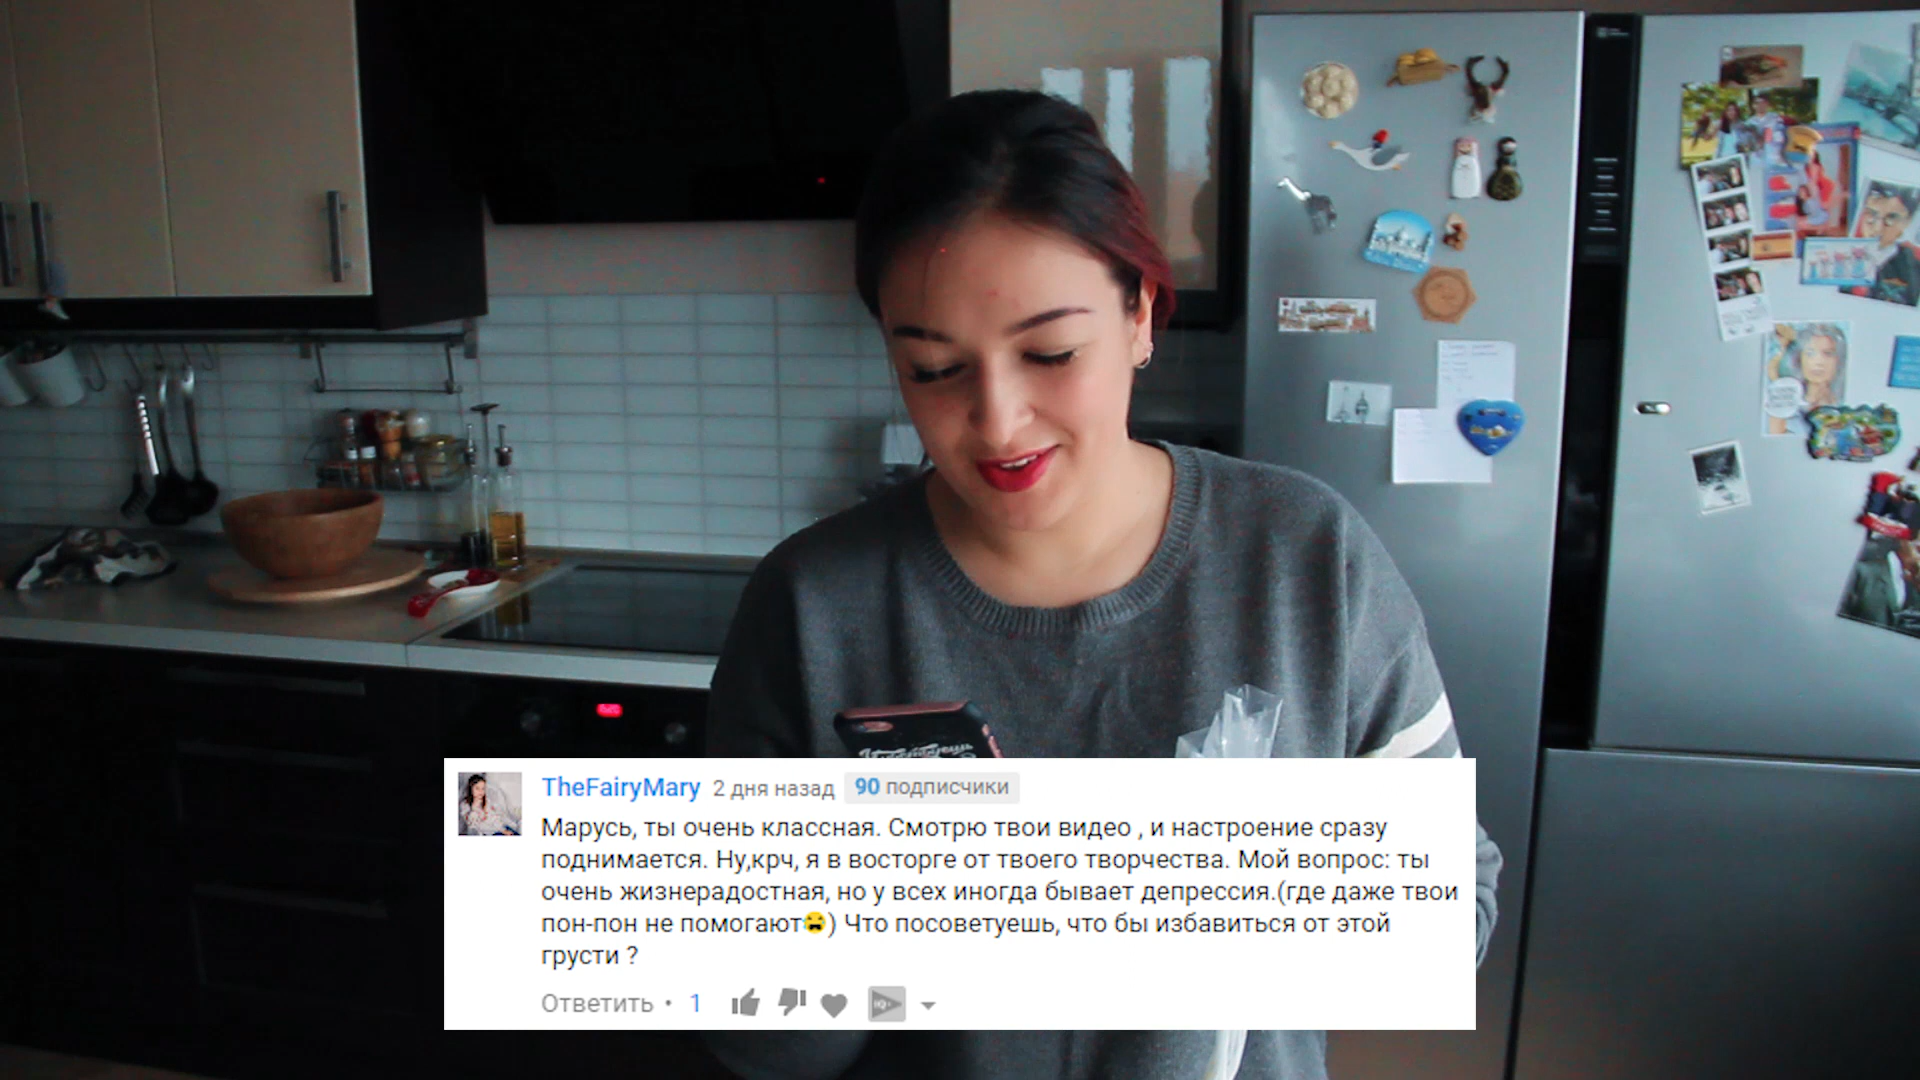 TheFairyMary 2 дня назад 90 подписчики
Марусь, ты очень классная. Смотрю твои видео , и настроение сразу
поднимается. Ну,крч, я в восторге от твоего творчества. Мой вопрос: ты
очень жизнерадостная, но у всех иногда бывает депрессия.(где даже твои
пон-пон не помогают😫) Что посоветуешь, что бы избавиться от этой
грусти ?
Ответить • 1